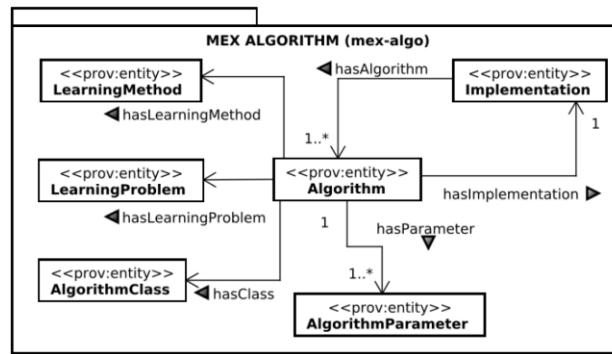 MEX ALGORITHM (mex-algo)
<<prov:entity>>
LearningMethod
hasAlgorithm
<<prov:entity>>
Implementation
hasLearningMethod
1..*
1
<<prov:entity>>
LearningProblem
<<prov:entity>>
Algorithm
hasImplementation
hasLearningProblem
1
hasParameter
<<prov:entity>>
AlgorithmClass
hasClass
1..*
<<prov:entity>>
AlgorithmParameter